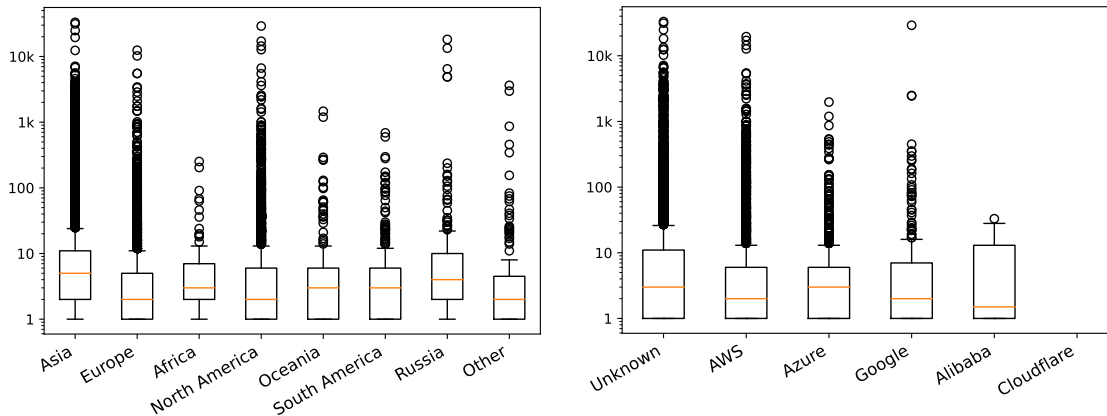 10k
1k
100
10
1
Asia
Europe
Africa
North America
Oceania
South America
Russia
Other
10k
1k
100
10
1
Unknown
AWS
Azure
Google
Alibaba
Cloudflare